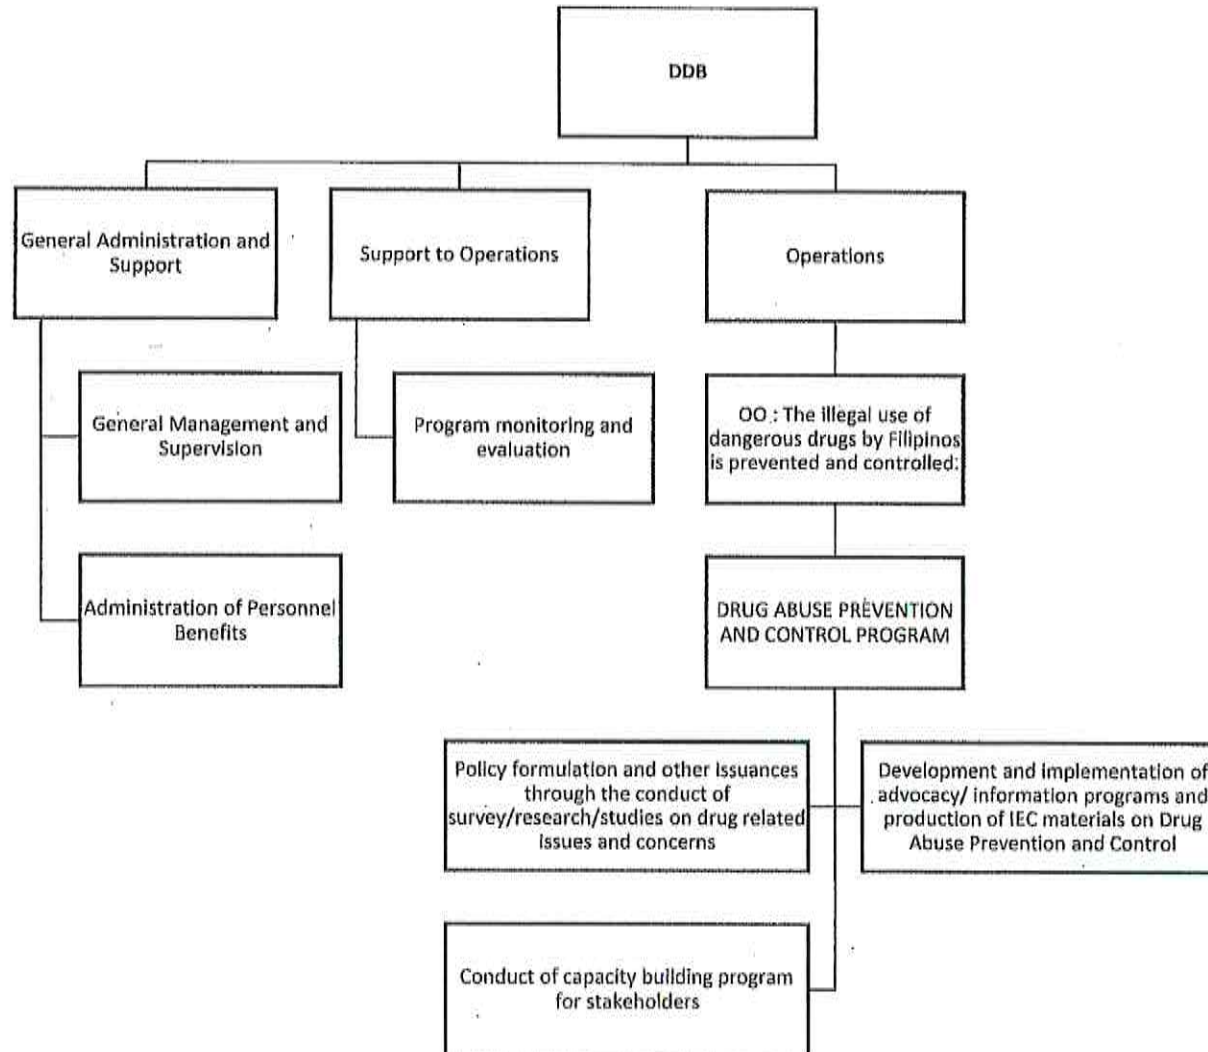 DDB
General Administration and
Support
Support to Operations
Operations
General Management and
Supervision
Program monitoring and
evaluation
OO : The illegal use of
dangerous drugs by Filipinos
is prevented and controlled:
Administration of Personnel
Benefits
DRUG ABUSE PREVENTION
AND CONTROL PROGRAM
Policy formulation and other Issuances
through the conduct of
survey/research/studies on drug related
Issues and concerns
Development and implementation of
advocacy/ information programs and
production of IEC materials on Drug
Abuse Prevention and Control
Conduct of capacity building program
for stakeholders